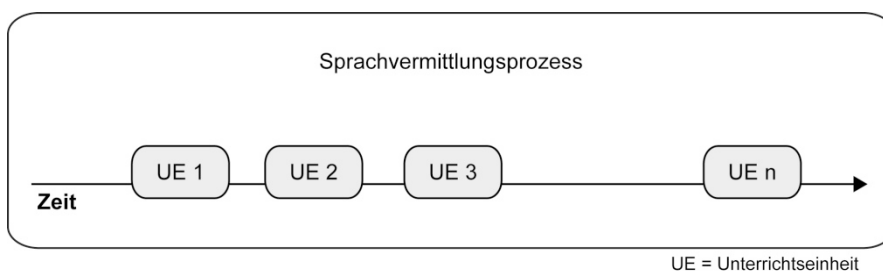 Sprachvermittlungsprozess
UE 1 UE 2 UE 3 UE n
Zeit
UE = Unterrichtseinheit